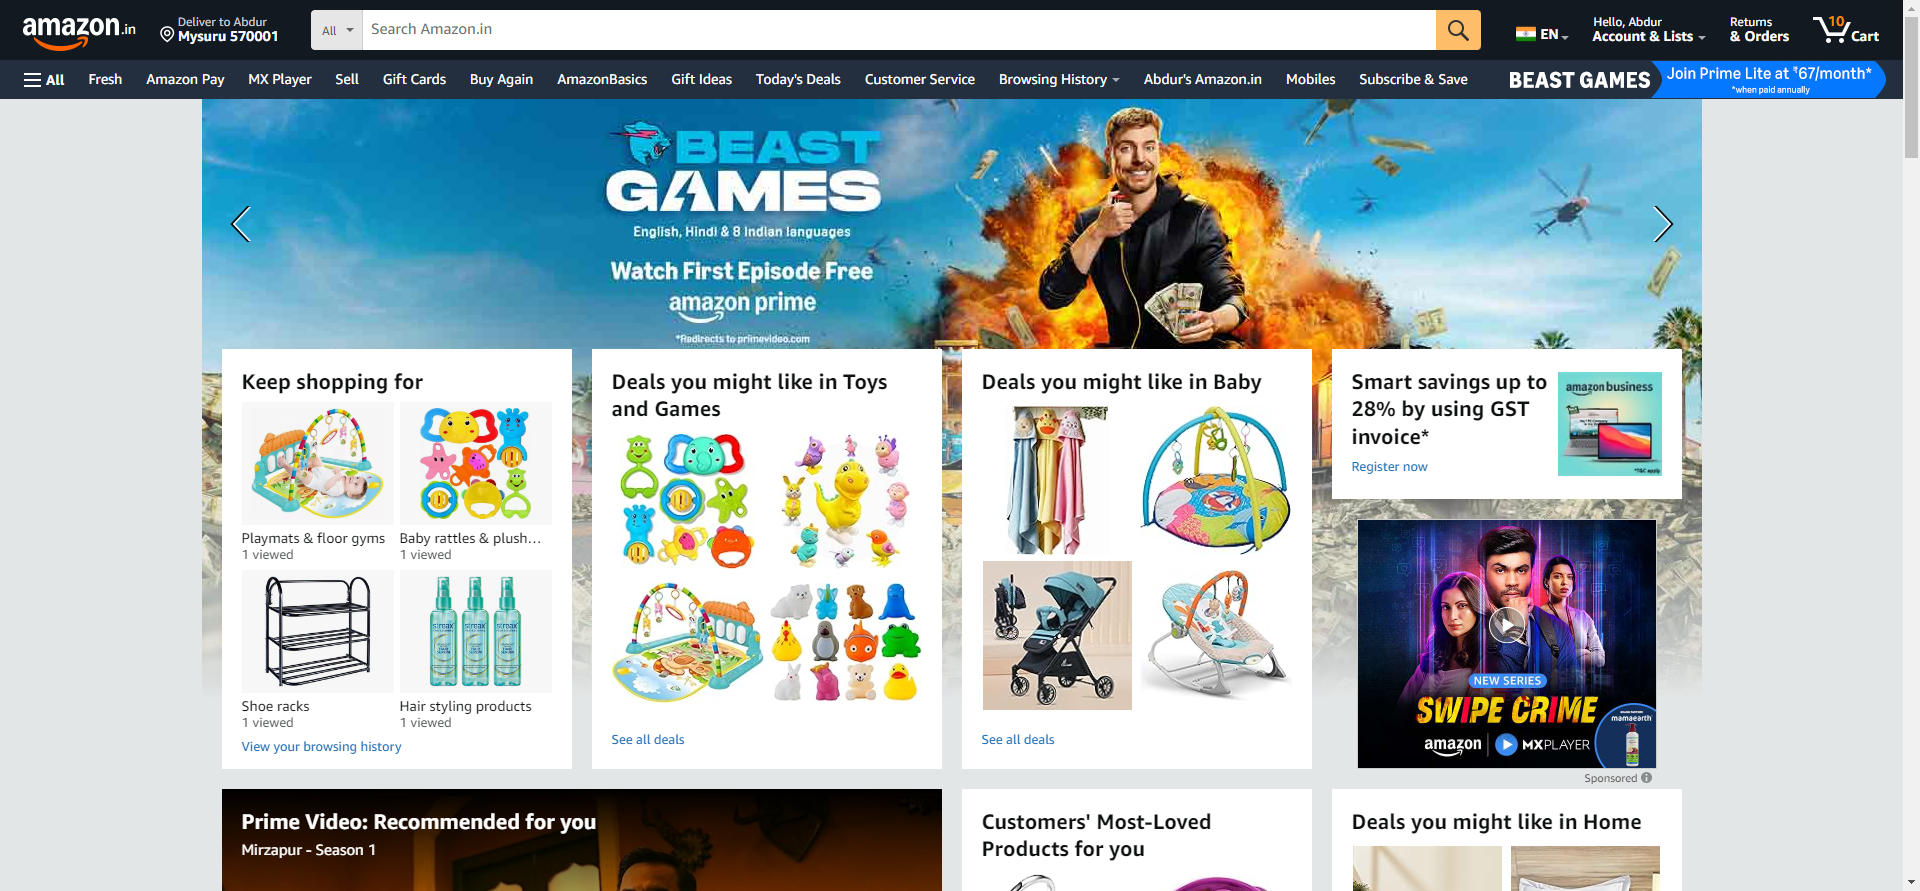 amazon.in
Deliver to Abdur
Mysuru 570001
All
Search Amazon.in
EN
Hello, Abdur
Account & Lists
Returns
& Orders
10
Cart
All
Fresh
Amazon Pay
MX Player
Sell
Gift Cards
Buy Again
AmazonBasics
Gift Ideas
Today's Deals
Customer Service
Browsing History
Abdur's Amazon.in
Mobiles
Subscribe & Save
BEAST GAMES
Join Prime Lite at ₹67/month*
*when paid annually
BEAST
GAMES
English, Hindi & 8 Indian languages
Watch First Episode Free
amazon prime
*Redirects to primevideo.com
Keep shopping for
Playmats & floor gyms
1 viewed
Baby rattles & plush…
1 viewed
streax
streax
streax
Shoe racks
1 viewed
Hair styling products
1 viewed
View your browsing history
Deals you might like in Toys
and Games
See all deals
Deals you might like in Baby
See all deals
Smart savings up to
28% by using GST
invoice*
Register now
amazon business
*T&C apply
NEW SERIES
SWIPE CRIME
amazon
MXPLAYER
mamaearth
Sponsored
Prime Video: Recommended for you
Mirzapur - Season 1
Customers' Most-Loved
Products for you
Deals you might like in Home